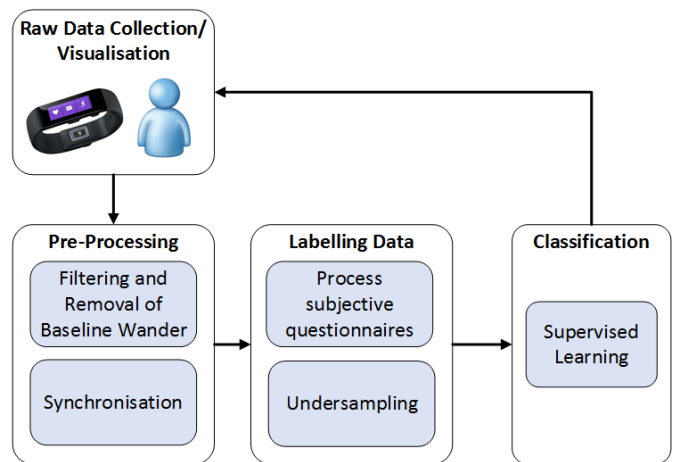 Raw Data Collection/
Visualisation
Pre-Processing
Filtering and
Removal of
Baseline Wander
Synchronisation
Labelling Data
Process
subjective
questionnaires
Undersampling
Classification
Supervised
Learning